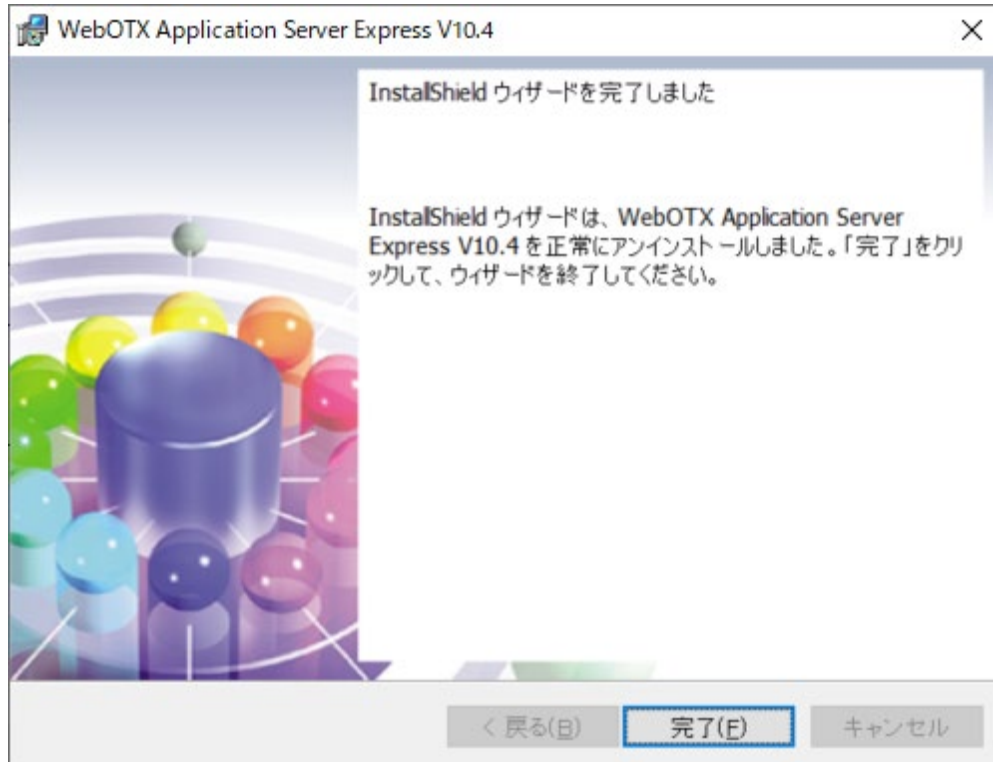 WebOTX Application Server Express V10.4
InstallShield ウィザードを完了しました
InstallShield ウィザードは、WebOTX Application Server
Express V10.4 を正常にアンインストールしました。「完了」をクリ
ックして、ウィザードを終了してください。
< 戻る(B)
完了(F)
キャンセル